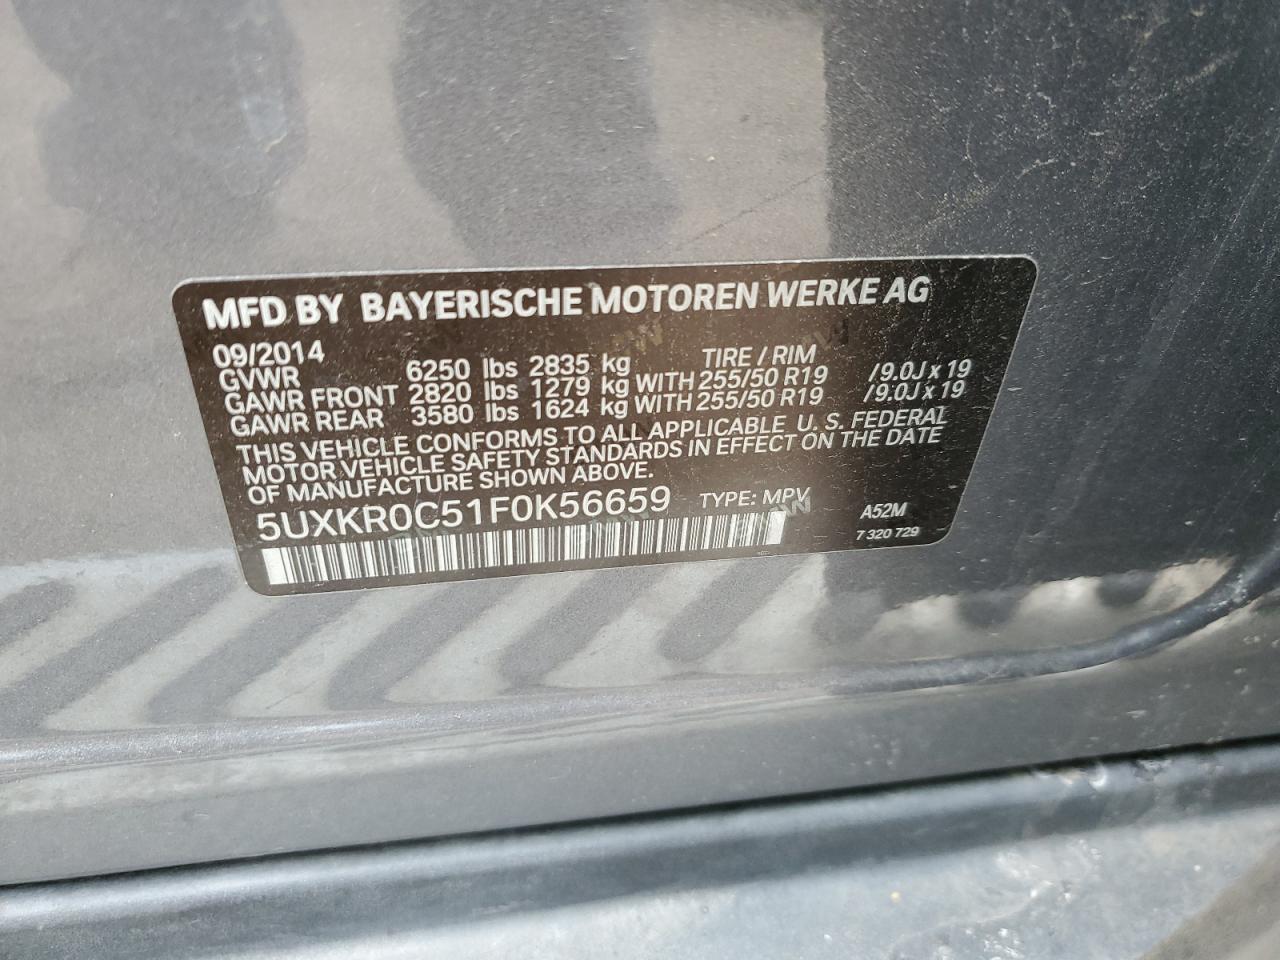 MFD BY BAYERISCHE MOTOREN WERKE AG
09/2014 TIRE / RIM
GVWR 6250 lbs 2835 kg
GAWR FRONT 2820 lbs 1279 kg WITH 255/50 R19 /9.0J x 19
GAWR REAR 3580 lbs 1624 kg WITH 255/50 R19 /9.0J x 19
THIS VEHICLE CONFORMS TO ALL APPLICABLE U. S. FEDERAL
MOTOR VEHICLE SAFETY STANDARDS IN EFFECT ON THE DATE
OF MANUFACTURE SHOWN ABOVE.
5UXKR0C51F0K56659 TYPE: MPV A52M
7 320 729